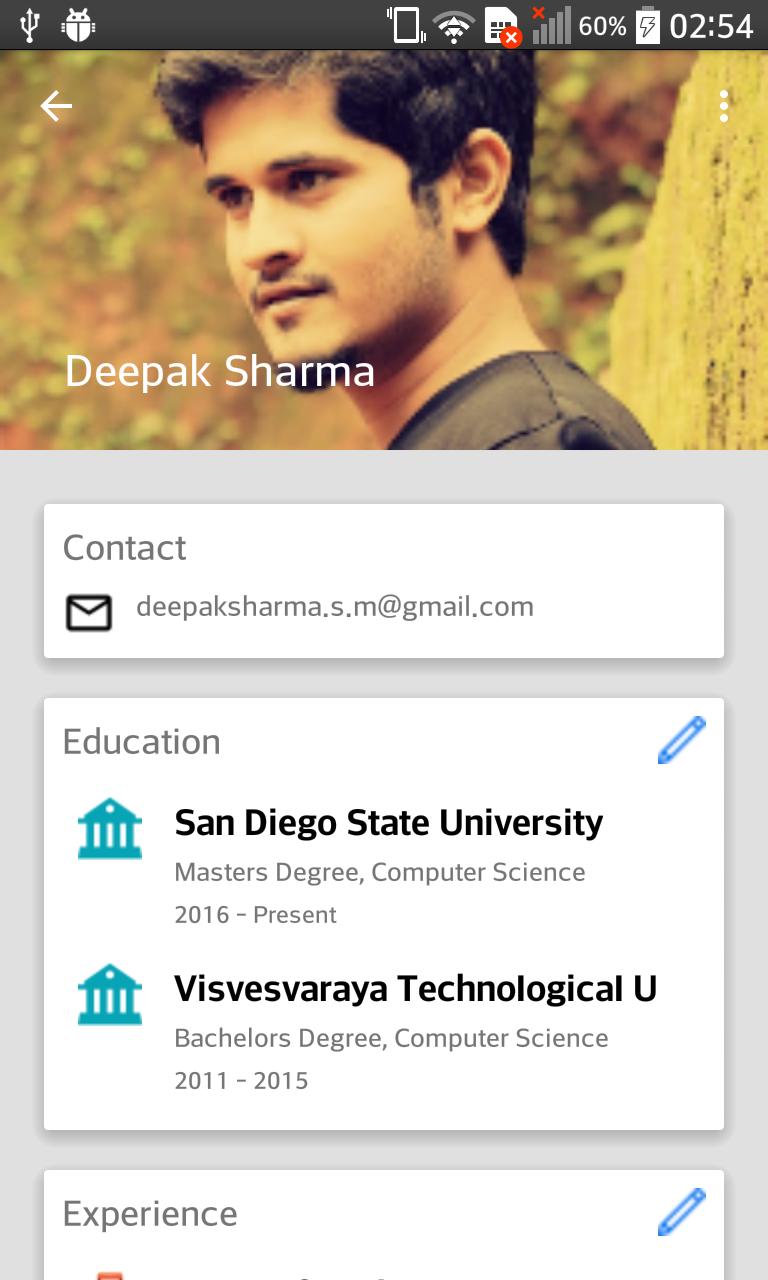 60% 02:54
Deepak Sharma
Contact
deepaksharma.s.m@gmail.com
Education
San Diego State University
Masters Degree, Computer Science
2016 - Present
Visvesvaraya Technological U
Bachelors Degree, Computer Science
2011 - 2015
Experience